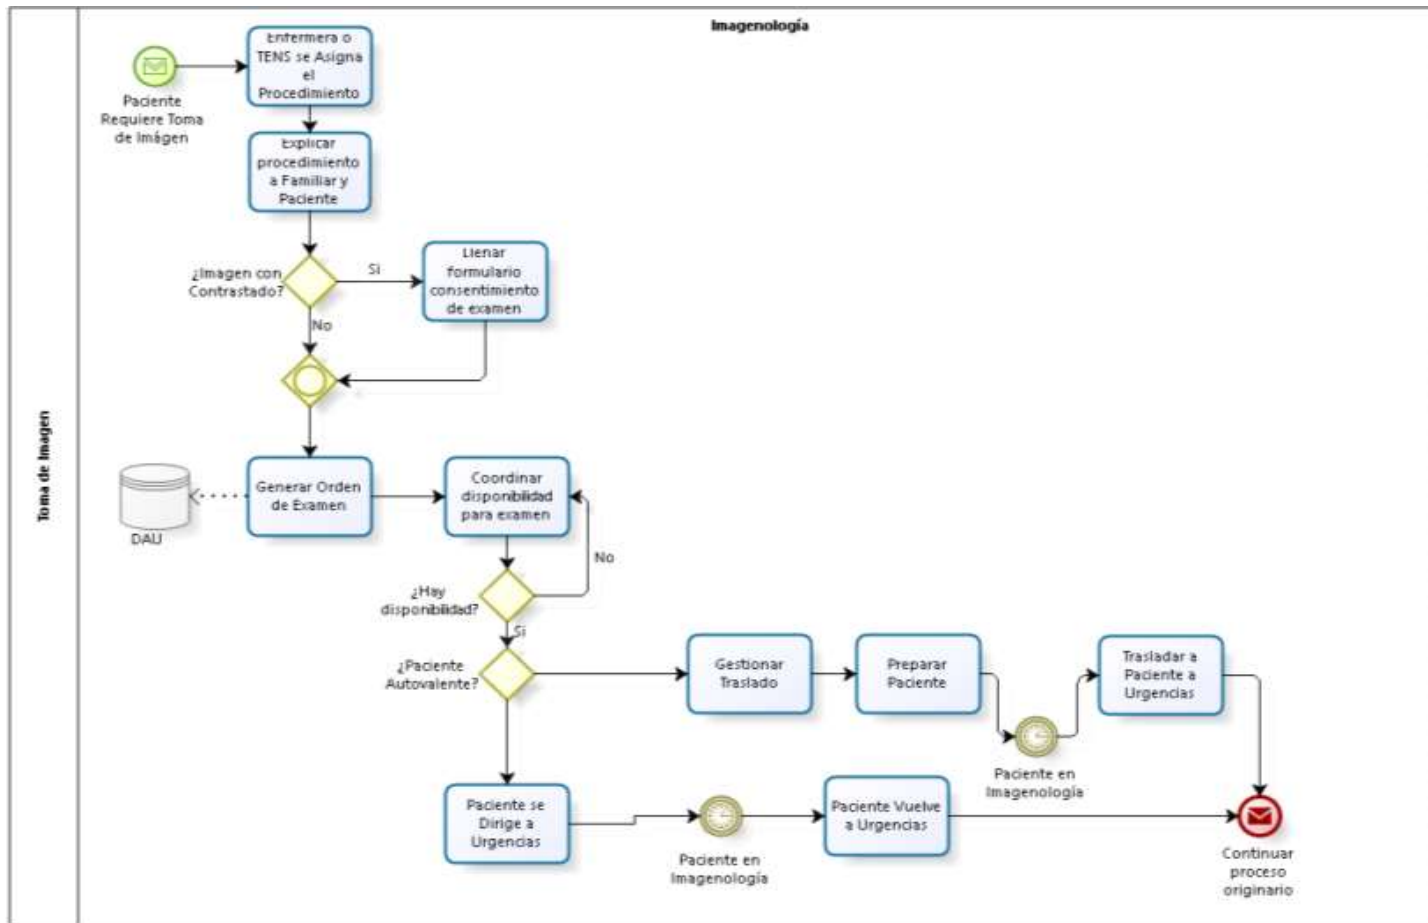 Imagenología
Toma de Imagen
Paciente
Requiere Toma
de Imágen
Enfermera o
TENS se Asigna
el
Procedimiento
Explicar
procedimiento
a Familiar y
Paciente
¿Imagen con
Contrastado?
Si
Llenar
formulario
consentimiento
de examen
No
DAU
Generar Orden
de Examen
Coordinar
disponibilidad
para examen
No
¿Hay
disponibilidad?
Si
¿Paciente
Autovalente?
Gestionar
Traslado
Preparar
Paciente
Paciente en
Imagenología
Trasladar a
Paciente a
Urgencias
Paciente se
Dirige a
Urgencias
Paciente en
Imagenología
Paciente Vuelve
a Urgencias
Continuar
proceso
originario